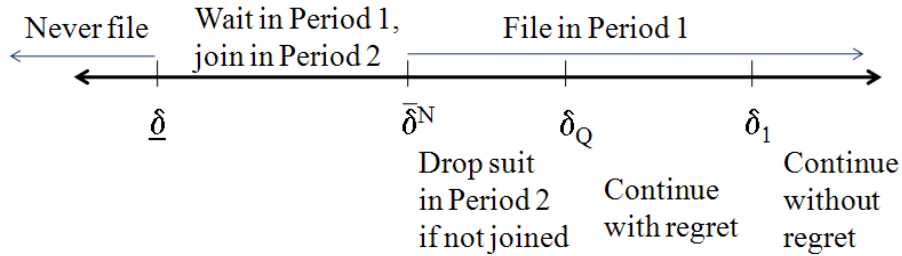 Never file
Wait in Period 1,
join in Period 2
File in Period 1
δ
δ̅ᴺ
δ_Q
δ₁
Drop suit
in Period 2
if not joined
Continue
with regret
Continue
without
regret